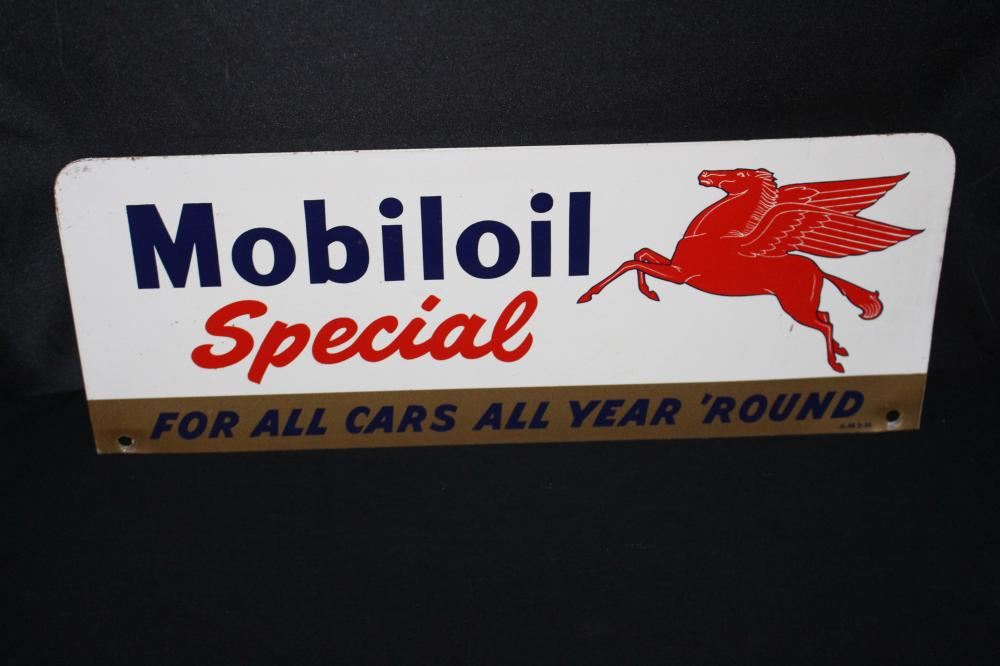 Mobiloil
Special
FOR ALL CARS ALL YEAR 'ROUND